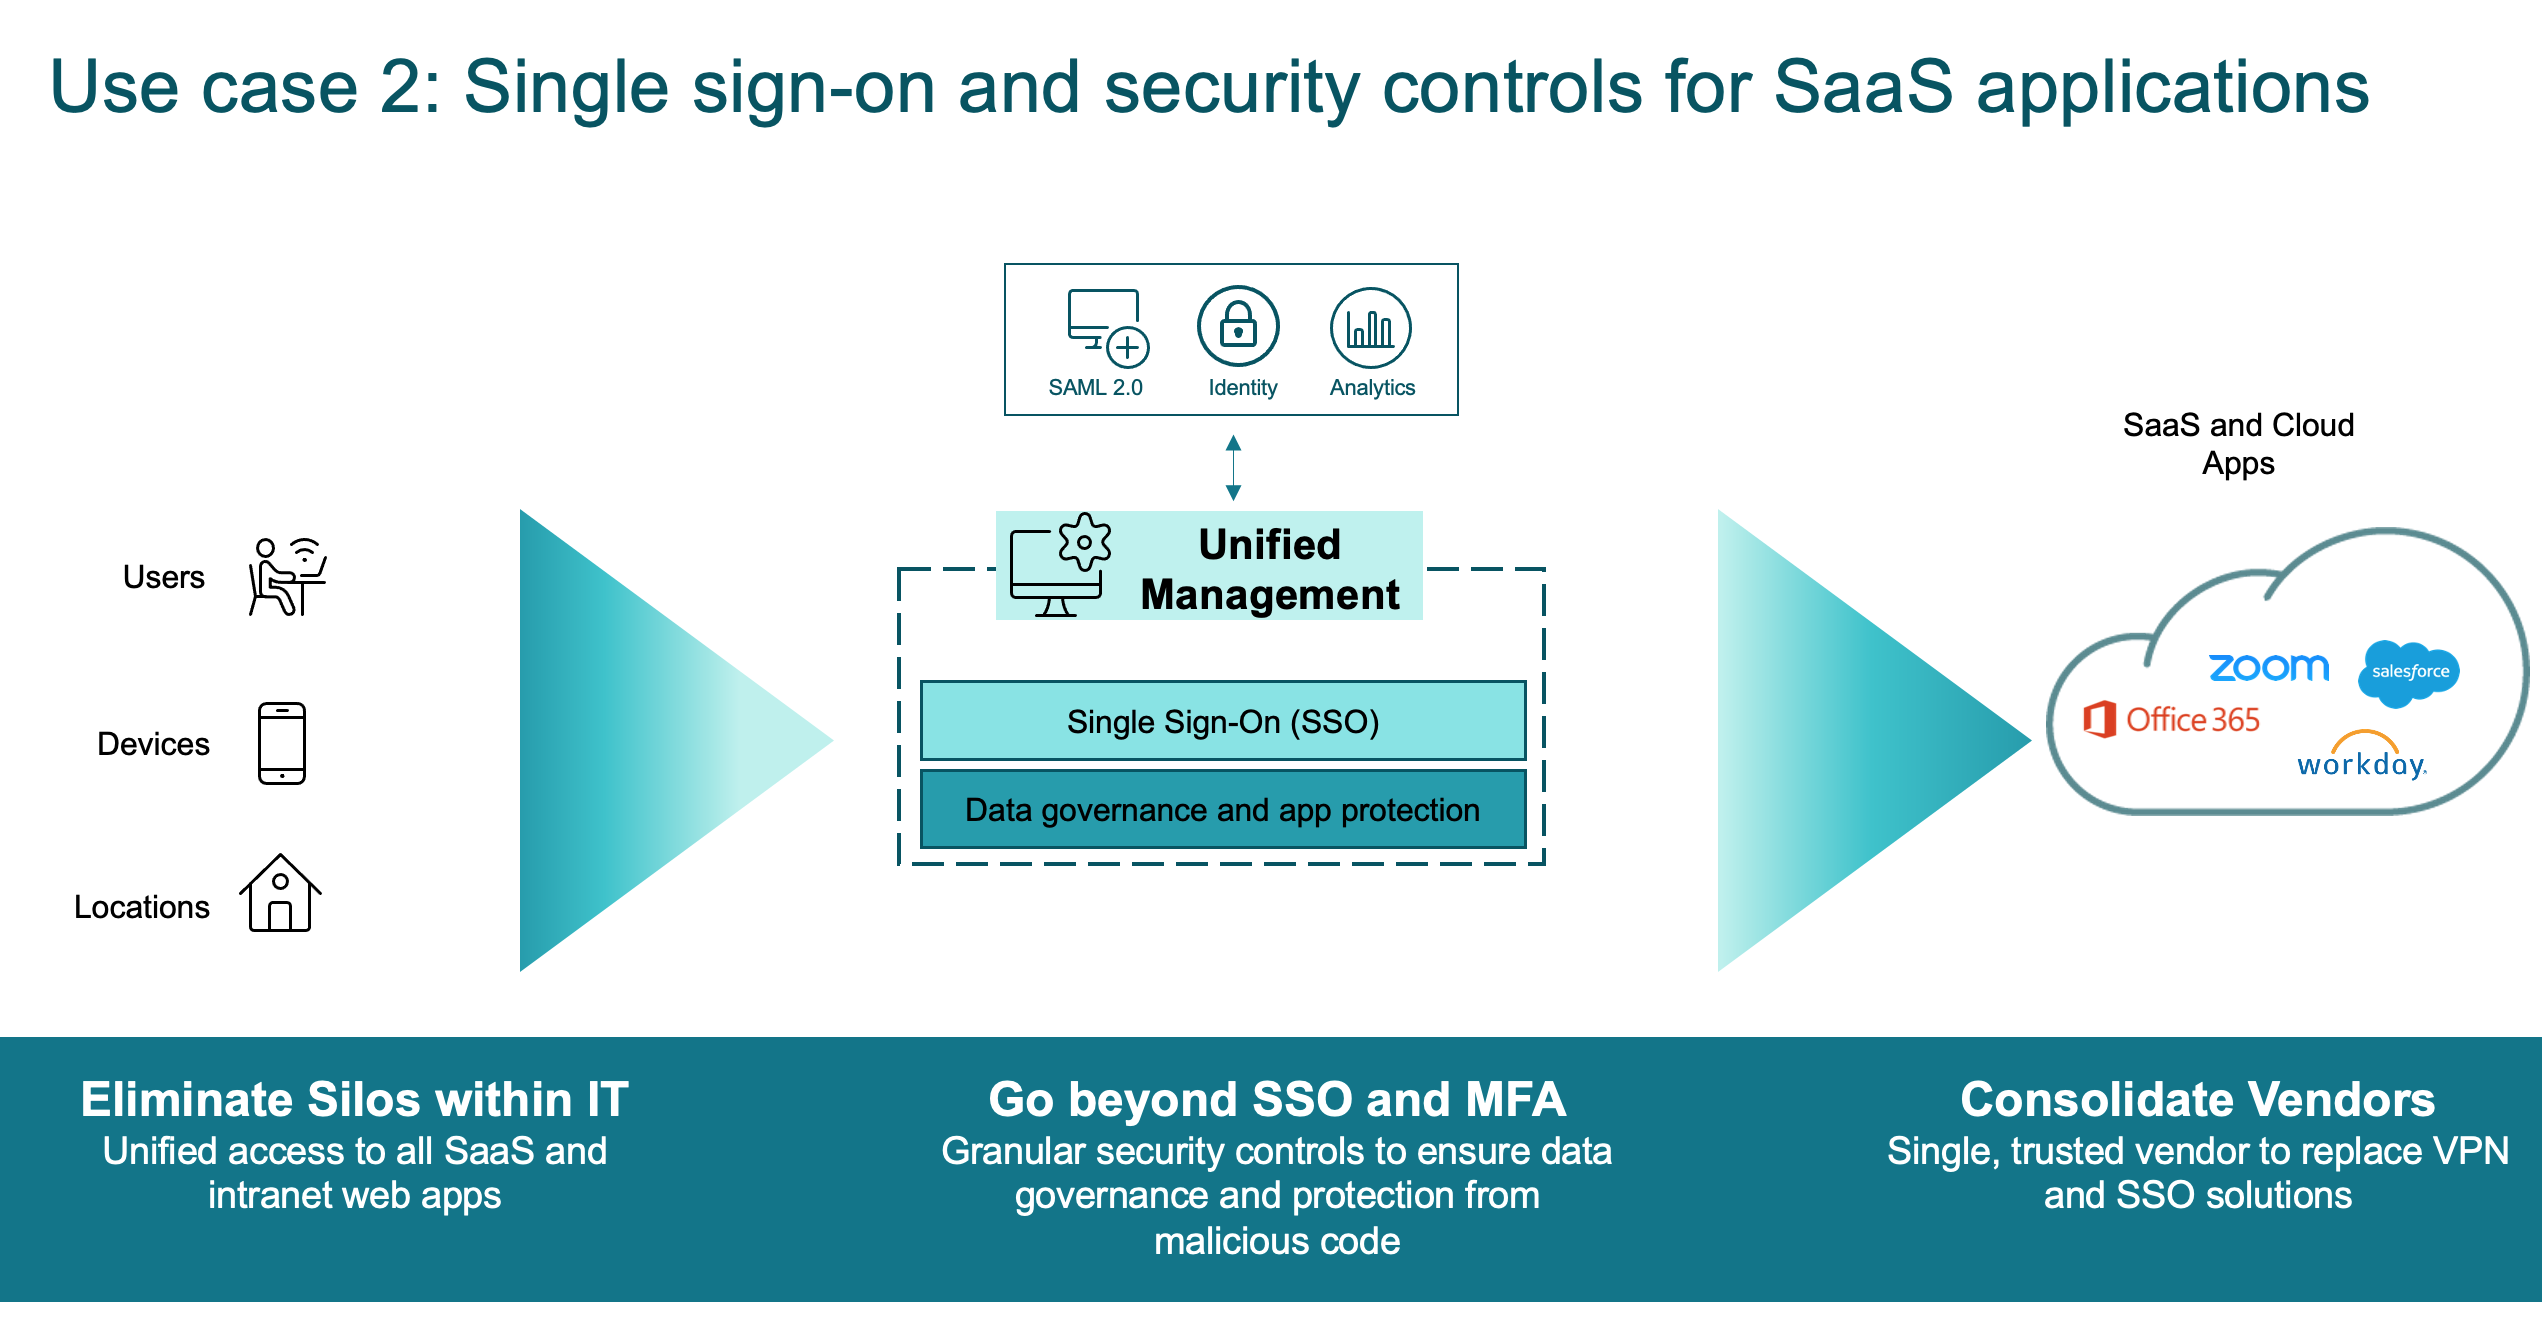 Use case 2: Single sign-on and security controls for SaaS applications
SAML 2.0
Identity
Analytics
Users
Devices
Locations
Unified
Management
Single Sign-On (SSO)
Data governance and app protection
SaaS and Cloud
Apps
zoom
salesforce
Office 365
workday.
Eliminate Silos within IT
Unified access to all SaaS and
intranet web apps
Go beyond SSO and MFA
Granular security controls to ensure data
governance and protection from
malicious code
Consolidate Vendors
Single, trusted vendor to replace VPN
and SSO solutions